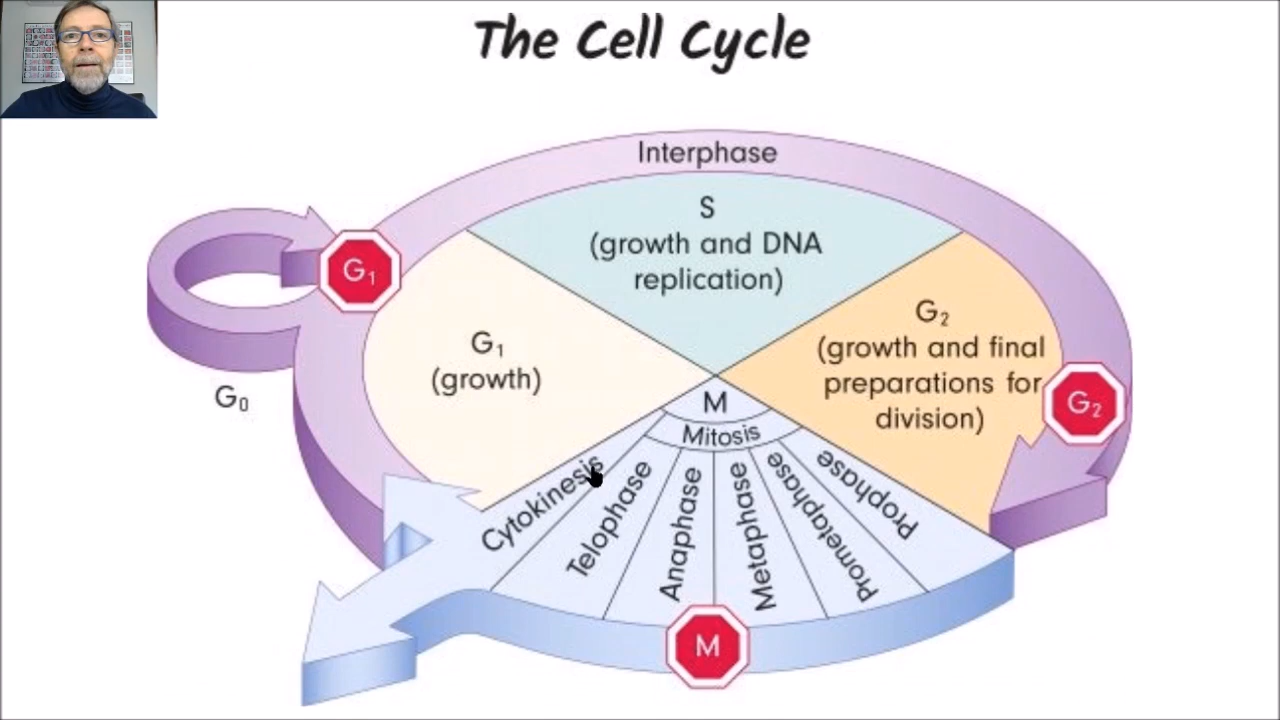 The Cell Cycle
Interphase
S
(growth and DNA
replication)
G₁
G₁
(growth)
G₀
G₂
(growth and final
preparations for
division)
G₂
M
Mitosis
Cytokinesis
Telophase
Anaphase
Metaphase
Prometaphase
Prophase
M